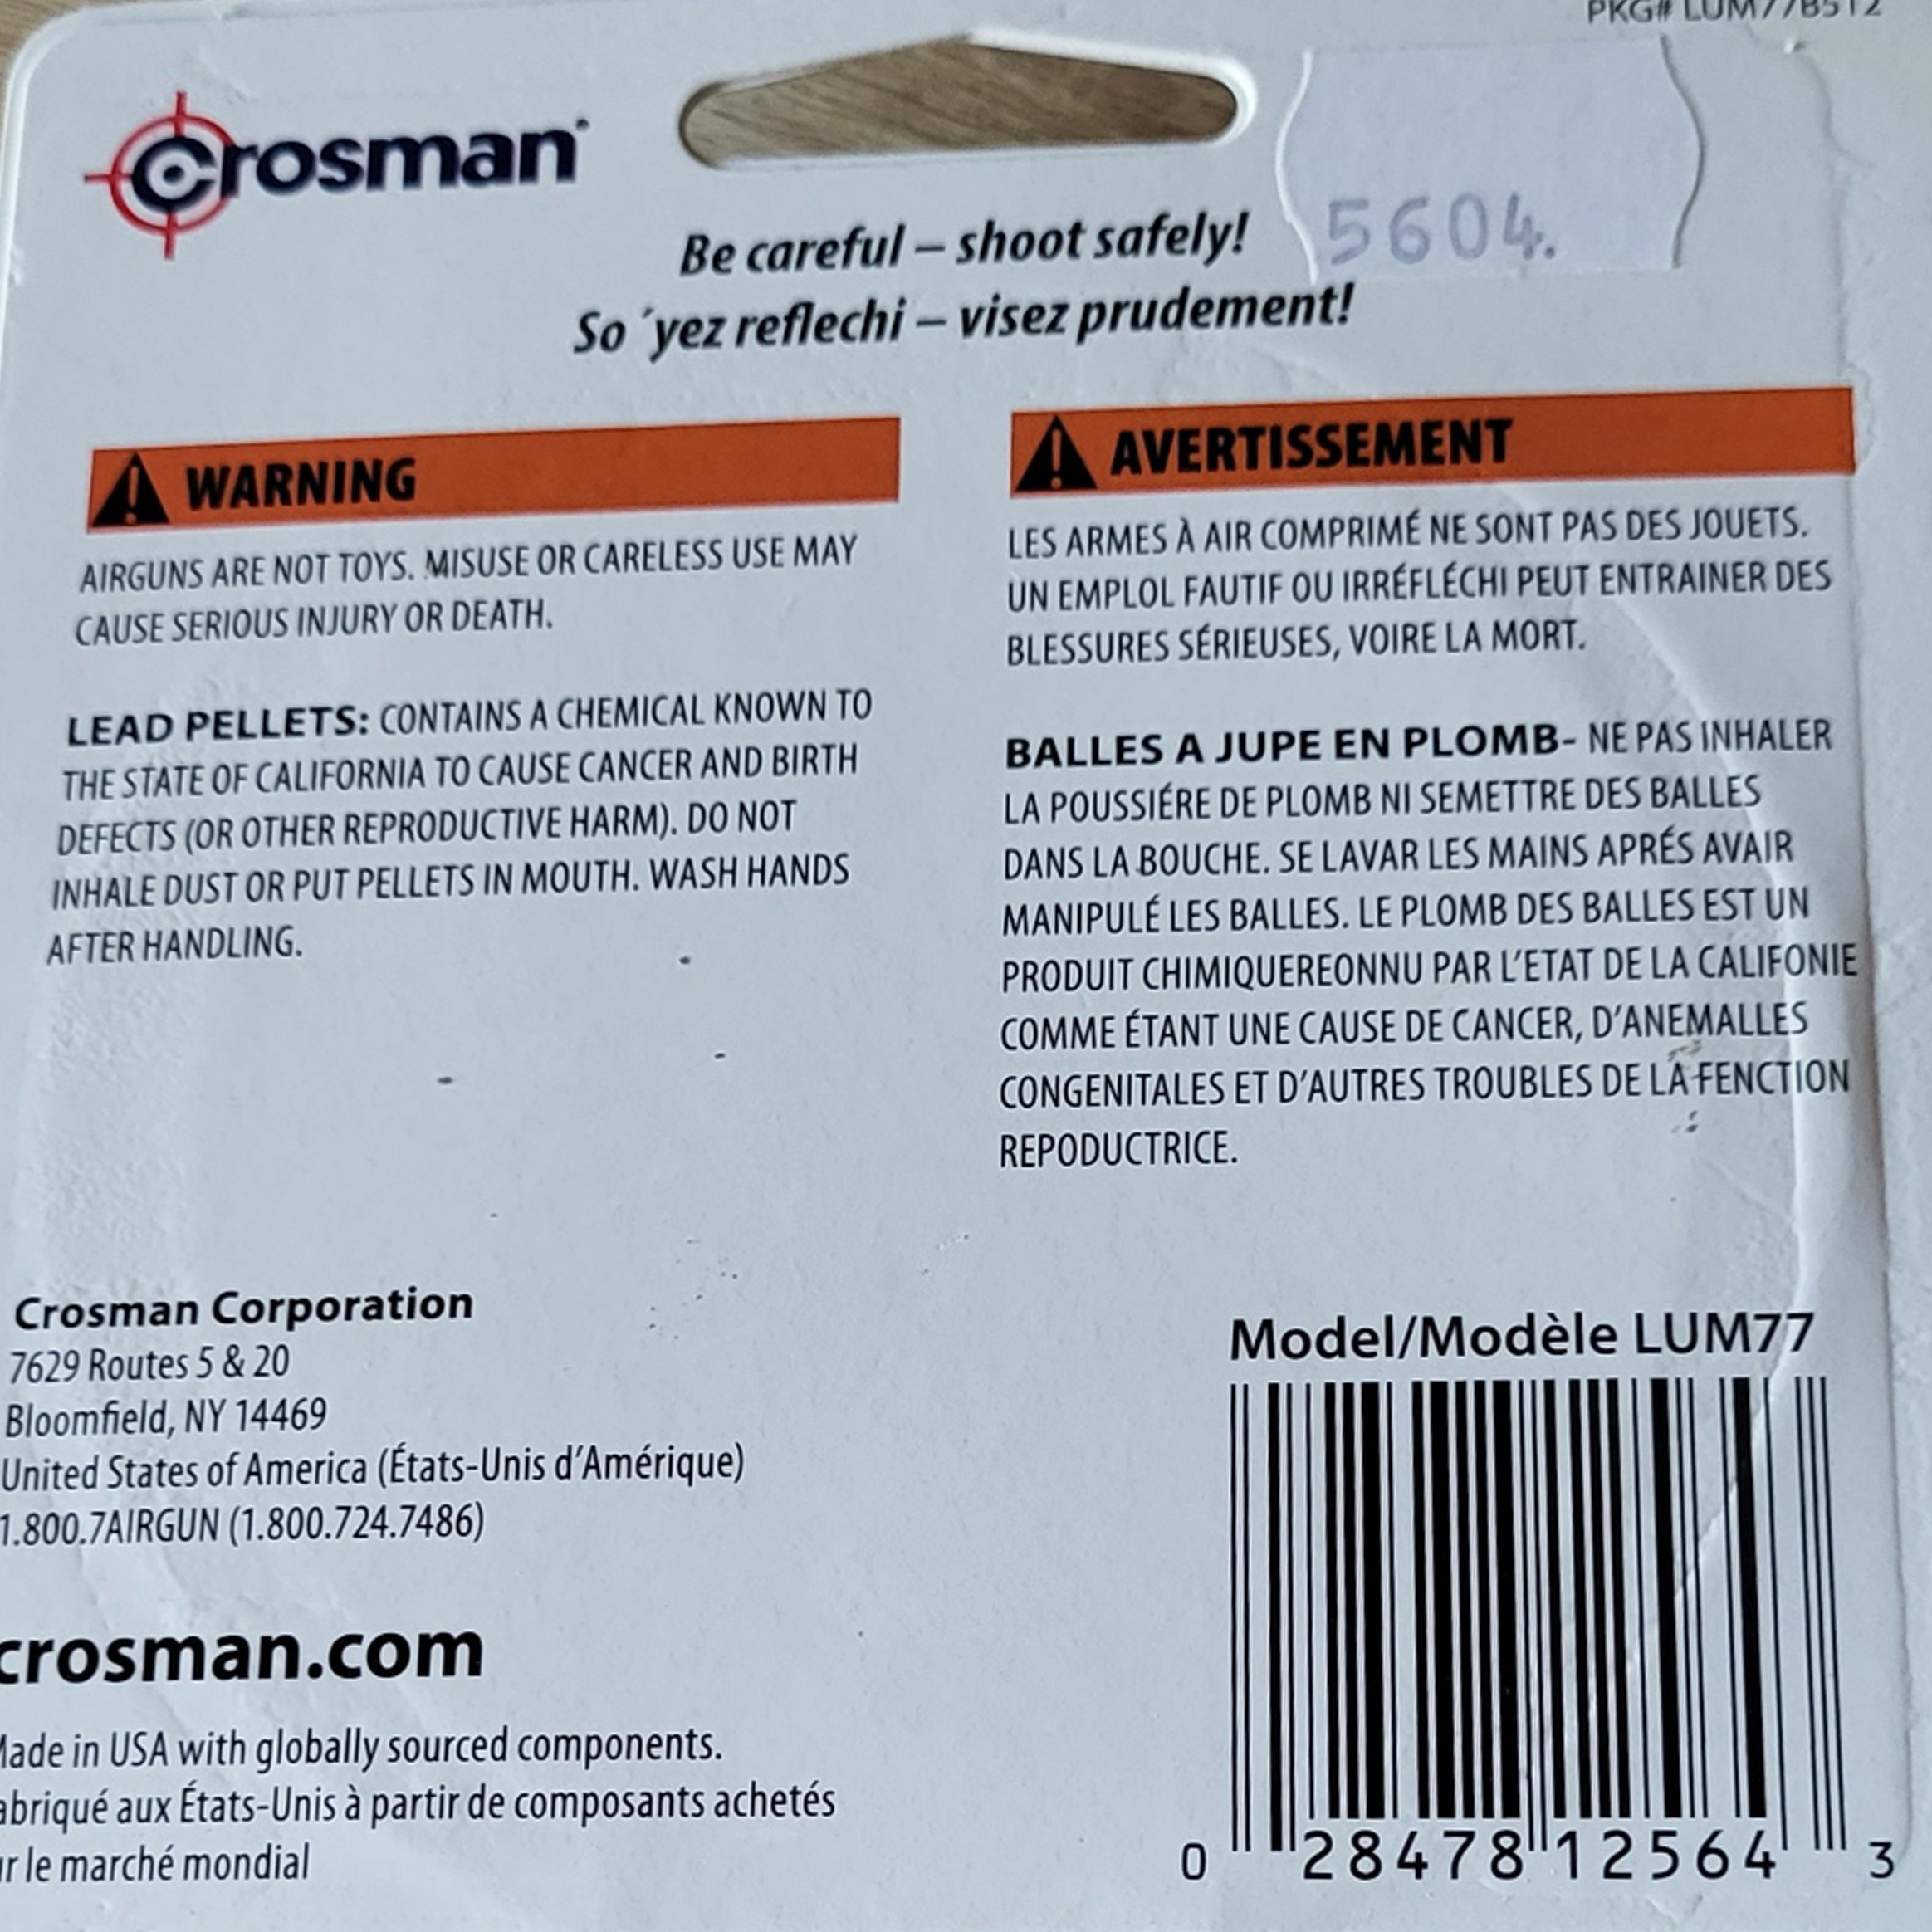 PKG# LUM77B512
Crosman
5604.
Be careful – shoot safely!
So ´yez reflechi – visez prudement!
WARNING
AIRGUNS ARE NOT TOYS. MISUSE OR CARELESS USE MAY
CAUSE SERIOUS INJURY OR DEATH.
LEAD PELLETS: CONTAINS A CHEMICAL KNOWN TO
THE STATE OF CALIFORNIA TO CAUSE CANCER AND BIRTH
DEFECTS (OR OTHER REPRODUCTIVE HARM). DO NOT
INHALE DUST OR PUT PELLETS IN MOUTH. WASH HANDS
AFTER HANDLING.
AVERTISSEMENT
LES ARMES À AIR COMPRIMÉ NE SONT PAS DES JOUETS.
UN EMPLOL FAUTIF OU IRRÉFLÉCHI PEUT ENTRAINER DES
BLESSURES SÉRIEUSES, VOIRE LA MORT.
BALLES A JUPE EN PLOMB- NE PAS INHALER
LA POUSSIÉRE DE PLOMB NI SEMETTRE DES BALLES
DANS LA BOUCHE. SE LAVAR LES MAINS APRÉS AVAIR
MANIPULÉ LES BALLES. LE PLOMB DES BALLES EST UN
PRODUIT CHIMIQUEREONNU PAR L'ETAT DE LA CALIFONIE
COMME ÉTANT UNE CAUSE DE CANCER, D'ANEMALLES
CONGENITALES ET D'AUTRES TROUBLES DE LA FENCTION
REPODUCTRICE.
Crosman Corporation
7629 Routes 5 & 20
Bloomfield, NY 14469
United States of America (États-Unis d'Amérique)
1.800.7AIRGUN (1.800.724.7486)
crosman.com
Made in USA with globally sourced components.
abriqué aux États-Unis à partir de composants achetés
ur le marché mondial
Model/Modèle LUM77
0 28478 12564 3